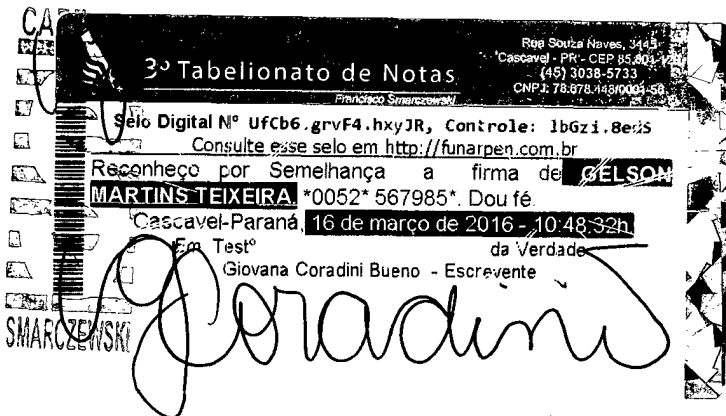 Rua Souza Naves, 3445
Cascavel - PR - CEP 85.801-
(45) 3038-5733
CNPJ: 78.678.448/0001-58
3º Tabelionato de Notas
Francisco Smarczewski
Selo Digital Nº UfCb6.grvF4.hxyJR, Controle: lbGzi.8edS
Consulte esse selo em http://funarpen.com.br
Reconheço por Semelhança a firma de GELSON
MARTINS TEIXEIRA. *0052* 567985*. Dou fé.
Cascavel-Paraná, 16 de março de 2016 - 10:48:32h
Em Testº da Verdade
Giovana Coradini Bueno - Escrevente
Coradini
SMARCZEWSKI